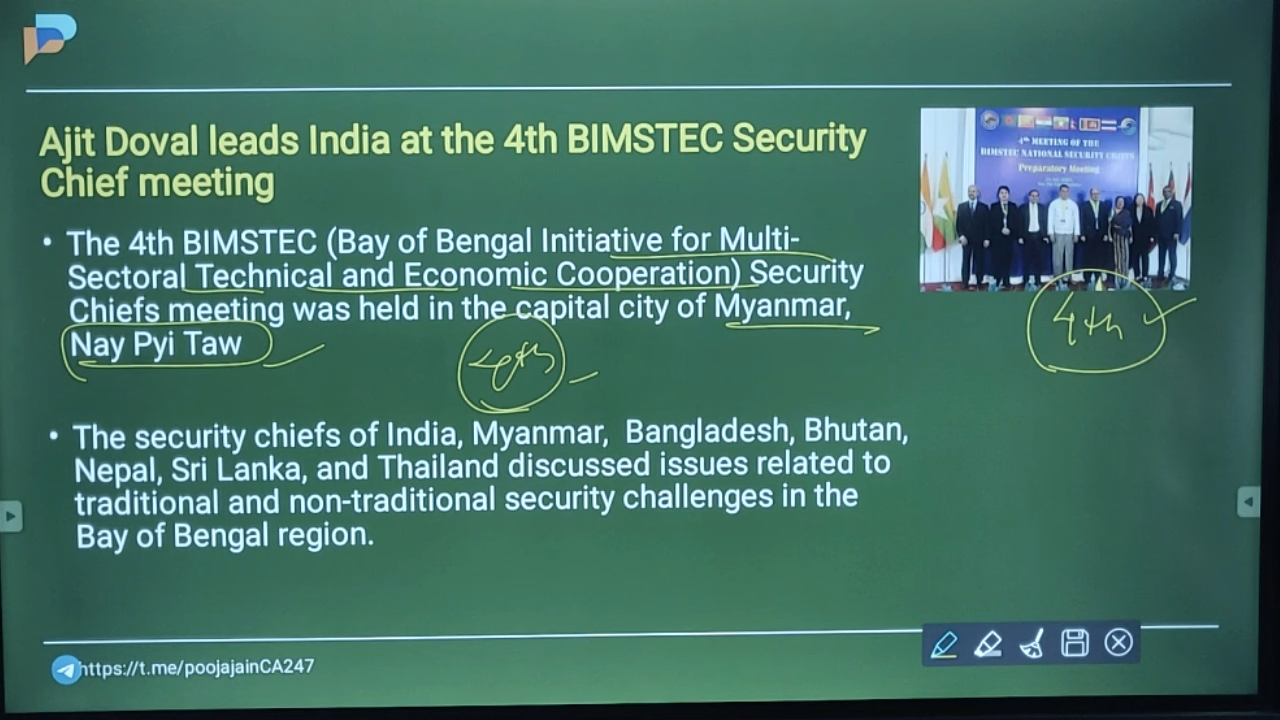 Ajit Doval leads India at the 4th BIMSTEC Security
Chief meeting
4th MEETING OF THE
BIMSTEC NATIONAL SECURITY CHIEFS
Preparatory Meeting
• The 4th BIMSTEC (Bay of Bengal Initiative for Multi-
Sectoral Technical and Economic Cooperation) Security
Chiefs meeting was held in the capital city of Myanmar,
Nay Pyi Taw
4th
• The security chiefs of India, Myanmar, Bangladesh, Bhutan,
Nepal, Sri Lanka, and Thailand discussed issues related to
traditional and non-traditional security challenges in the
Bay of Bengal region.
https://t.me/poojajainCA247